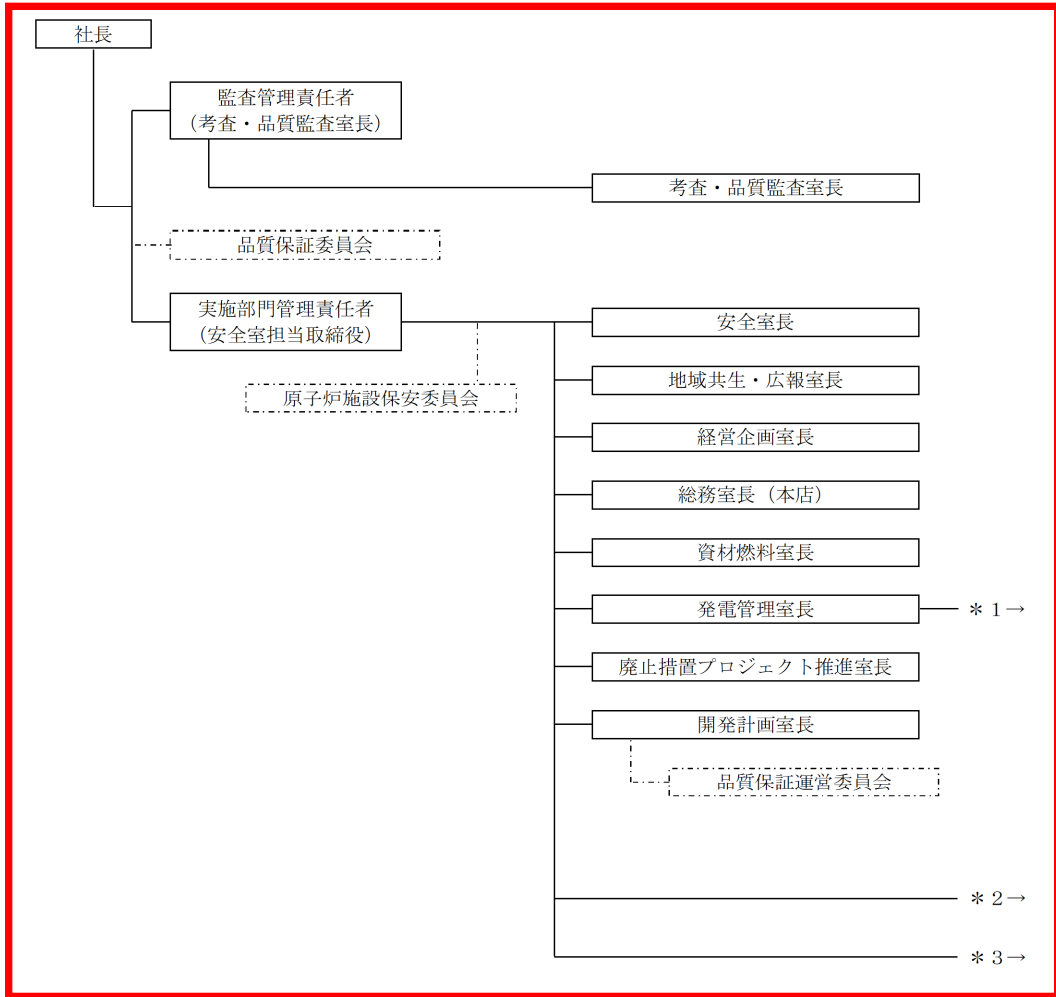 社長
監査管理責任者
（考査・品質監査室長）
考査・品質監査室長
品質保証委員会
実施部門管理責任者
（安全室担当取締役）
安全室長
地域共生・広報室長
原子炉施設保安委員会
経営企画室長
総務室長（本店）
資材燃料室長
発電管理室長
＊1→
廃止措置プロジェクト推進室長
開発計画室長
品質保証運営委員会
＊2→
＊3→